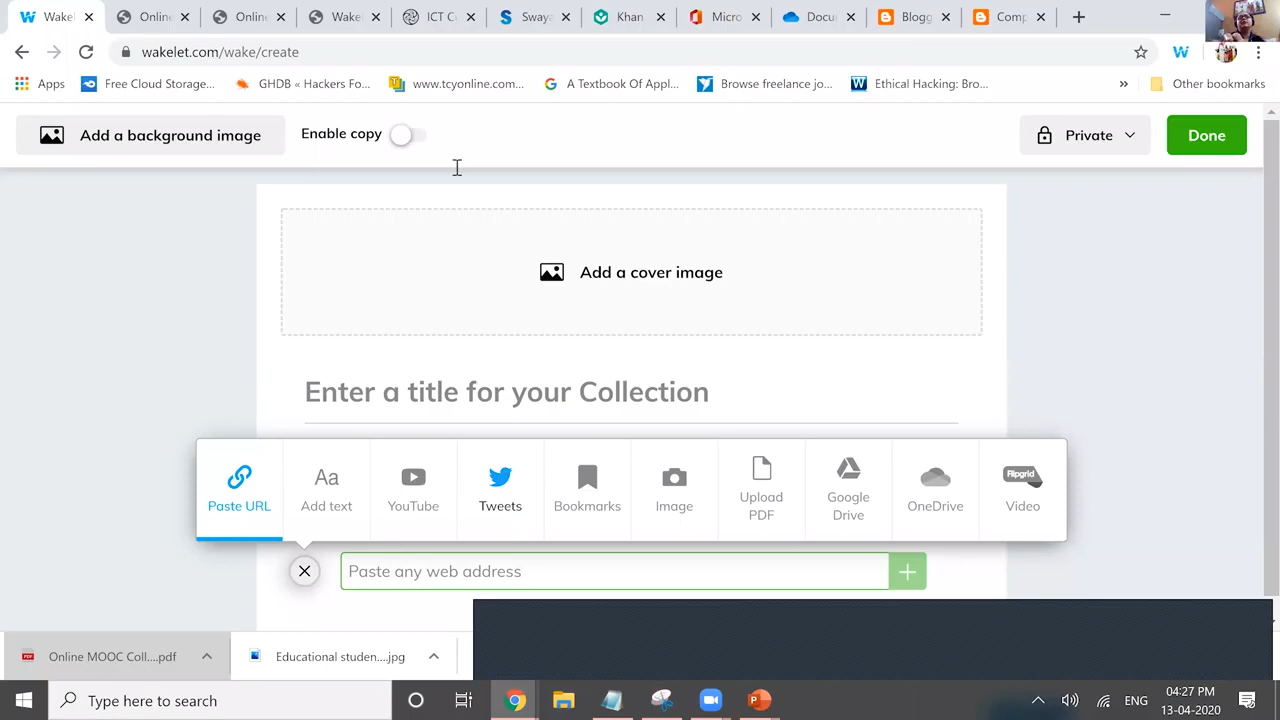 Wakel
Online
Online
Wake
ICT C
Sway
Khan
Micro
Docu
Blogg
Comp
wakelet.com/wake/create
Apps
Free Cloud Storage...
GHDB < Hackers Fo...
www.tcyonline.com...
A Textbook Of Appl...
Browse freelance jo...
Ethical Hacking: Bro...
»
Other bookmarks
Add a background image
Enable copy
Private
Done
Add a cover image
Enter a title for your Collection
Paste URL
Aa
Add text
YouTube
Tweets
Bookmarks
Image
Upload
PDF
Google
Drive
OneDrive
Flipgrid
Video
Paste any web address
Online MOOC Coll....pdf
Educational studen....jpg
Type here to search
ENG
04:27 PM
13-04-2020